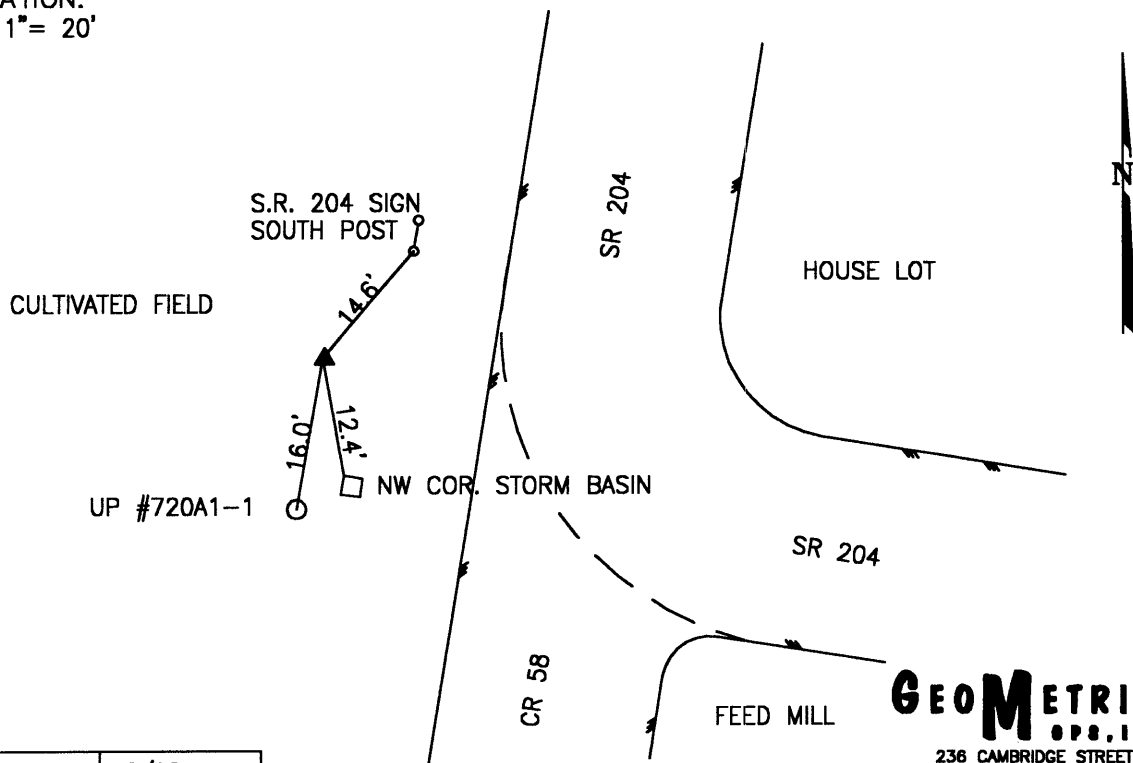 1"= 20'
S.R. 204 SIGN
SOUTH POST
SR 204
N
HOUSE LOT
CULTIVATED FIELD
14.6'
16.0'
12.4'
UP #720A1-1
NW COR. STORM BASIN
SR 204
CR 58
FEED MILL
GEOMETRI
GPS, I
236 CAMBRIDGE STREET